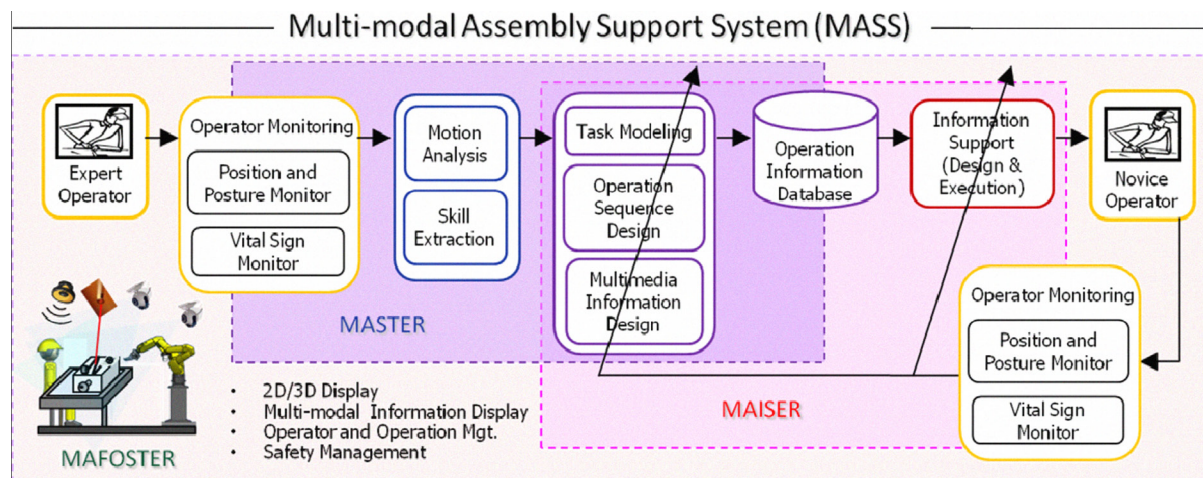 Multi-modal Assembly Support System (MASS)
Expert
Operator
Operator Monitoring
Position and
Posture Monitor
Vital Sign
Monitor
Motion
Analysis
Skill
Extraction
Task Modeling
Operation
Sequence
Design
Multimedia
Information
Design
Operation
Information
Database
Information
Support
(Design &
Execution)
Novice
Operator
Operator Monitoring
Position and
Posture Monitor
Vital Sign
Monitor
MASTER
MAISER
MAFOSTER
• 2D/3D Display
• Multi-modal Information Display
• Operator and Operation Mgt.
• Safety Management